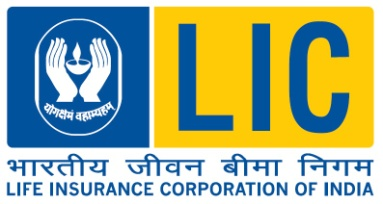 योगक्षेमं वहाम्यहम्
LIC
भारतीय जीवन बीमा निगम
LIFE INSURANCE CORPORATION OF INDIA